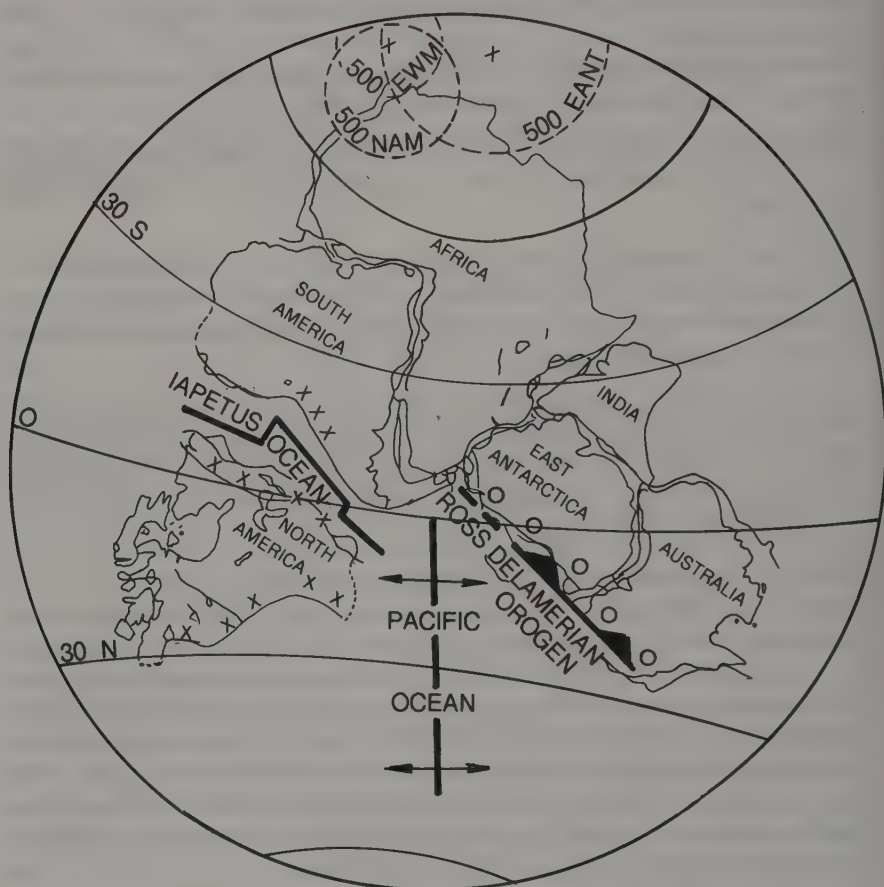 500 EWM
500 NAM
500 EANT
30 S
AFRICA
SOUTH
AMERICA
INDIA
IAPETUS
OCEAN
O
EAST
ANTARCTICA
NORTH
AMERICA
ROSS DELAMERIAN
OROGEN
AUSTRALIA
PACIFIC
OCEAN
30 N